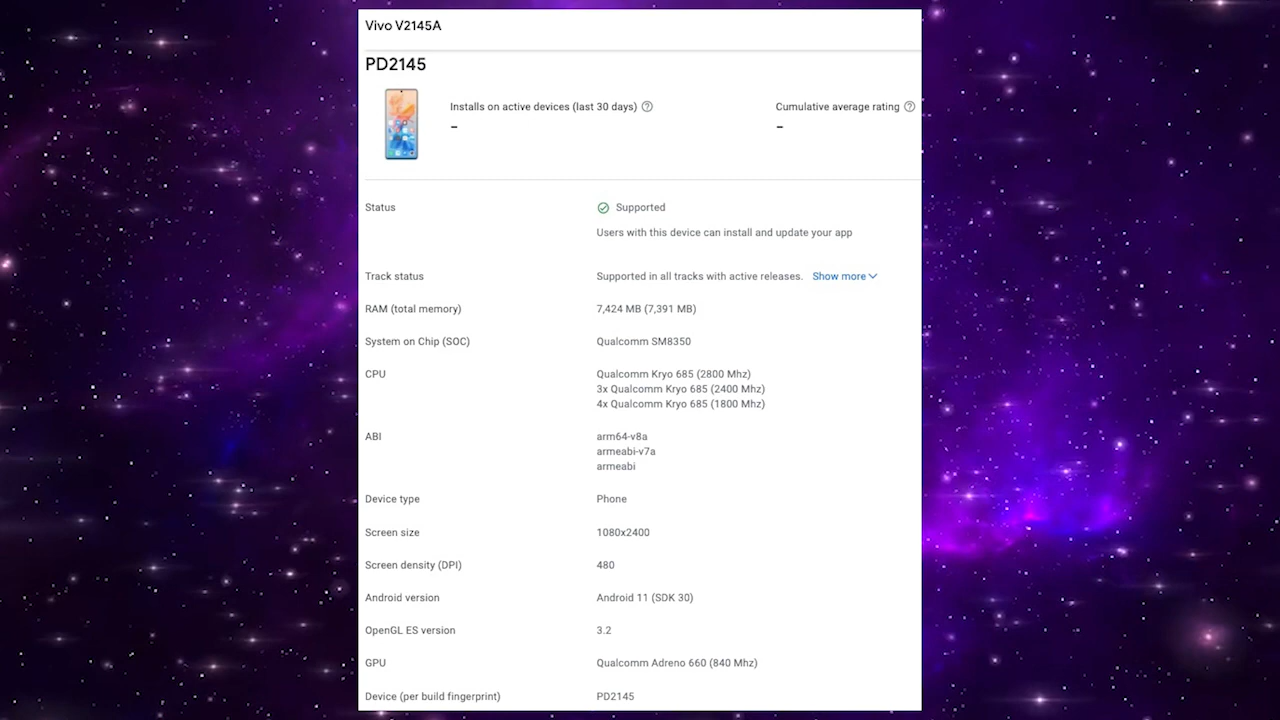 Vivo V2145A
PD2145
Installs on active devices (last 30 days)
Cumulative average rating
–
–
Status
Supported
Users with this device can install and update your app
Track status
Supported in all tracks with active releases. Show more
RAM (total memory)
7,424 MB (7,391 MB)
System on Chip (SOC)
Qualcomm SM8350
CPU
Qualcomm Kryo 685 (2800 Mhz)
3x Qualcomm Kryo 685 (2400 Mhz)
4x Qualcomm Kryo 685 (1800 Mhz)
ABI
arm64-v8a
armeabi-v7a
armeabi
Device type
Phone
Screen size
1080x2400
Screen density (DPI)
480
Android version
Android 11 (SDK 30)
OpenGL ES version
3.2
GPU
Qualcomm Adreno 660 (840 Mhz)
Device (per build fingerprint)
PD2145